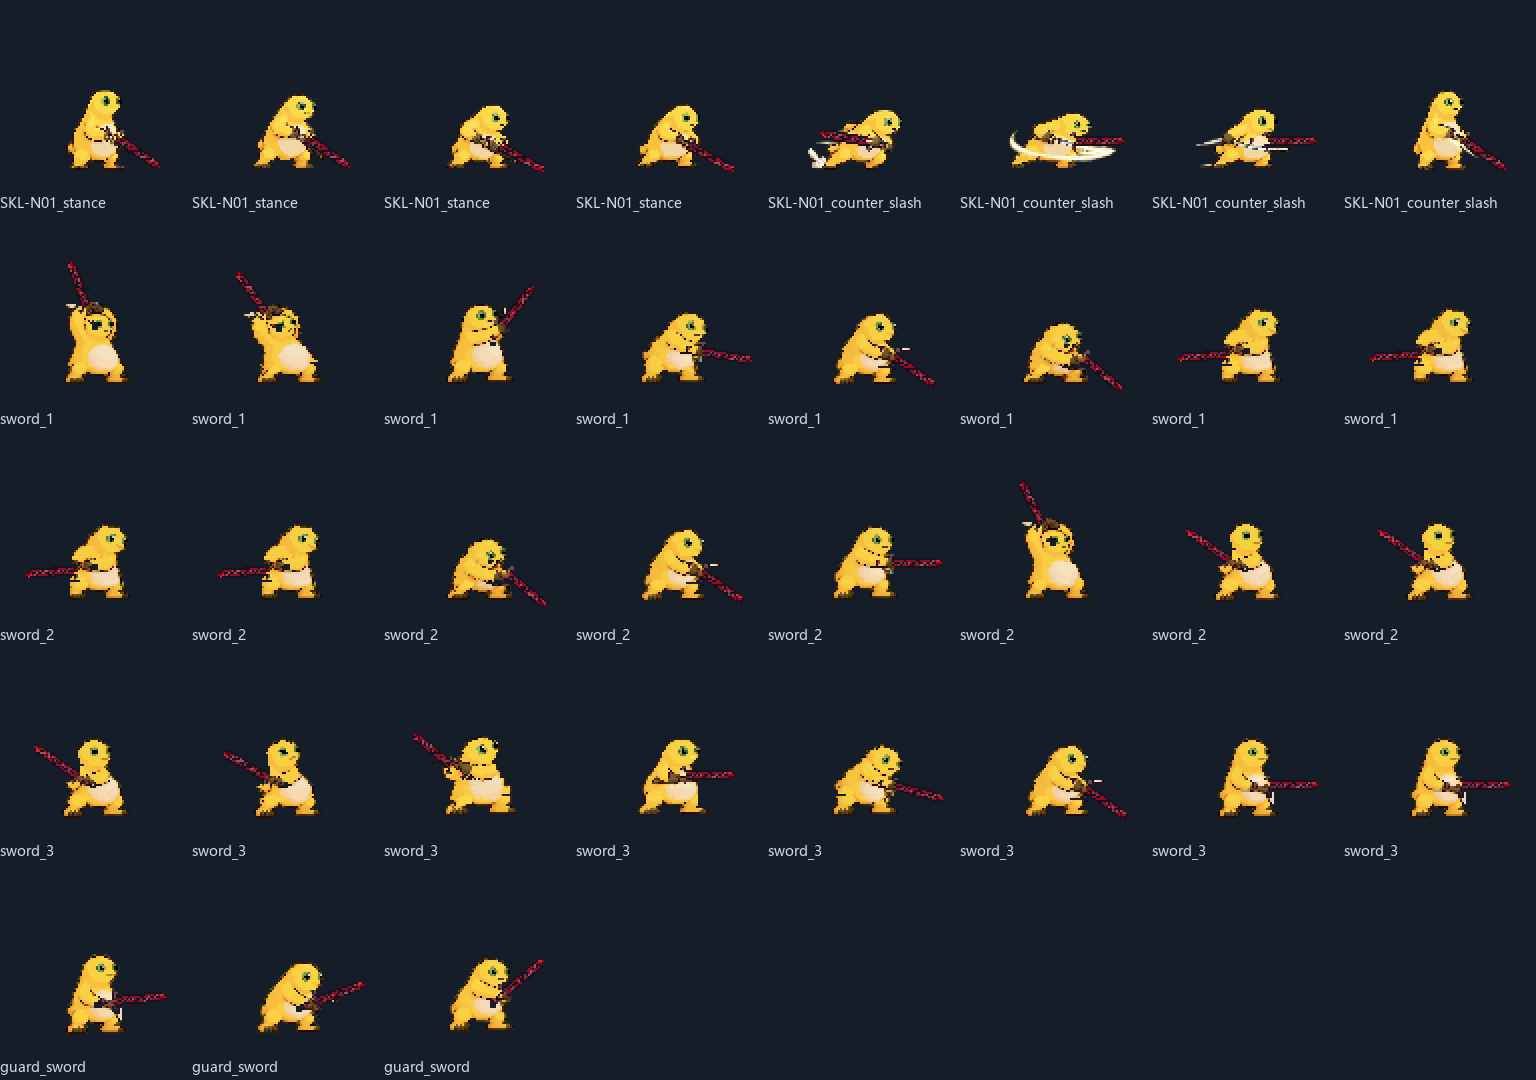 SKL-N01_stance SKL-N01_stance SKL-N01_stance SKL-N01_stance SKL-N01_counter_slash SKL-N01_counter_slash SKL-N01_counter_slash SKL-N01_counter_slash
sword_1 sword_1 sword_1 sword_1 sword_1 sword_1 sword_1 sword_1
sword_2 sword_2 sword_2 sword_2 sword_2 sword_2 sword_2 sword_2
sword_3 sword_3 sword_3 sword_3 sword_3 sword_3 sword_3 sword_3
guard_sword guard_sword guard_sword